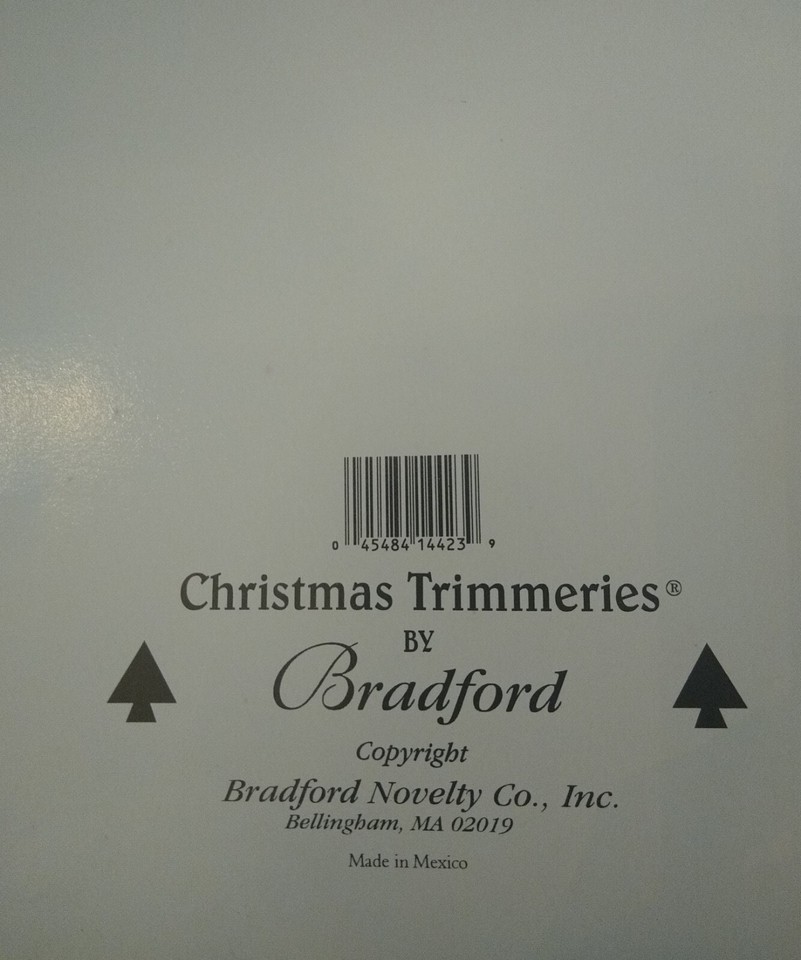 0 45484 14423 9
Christmas Trimmeries®
BY
Bradford
Copyright
Bradford Novelty Co., Inc.
Bellingham, MA 02019
Made in Mexico